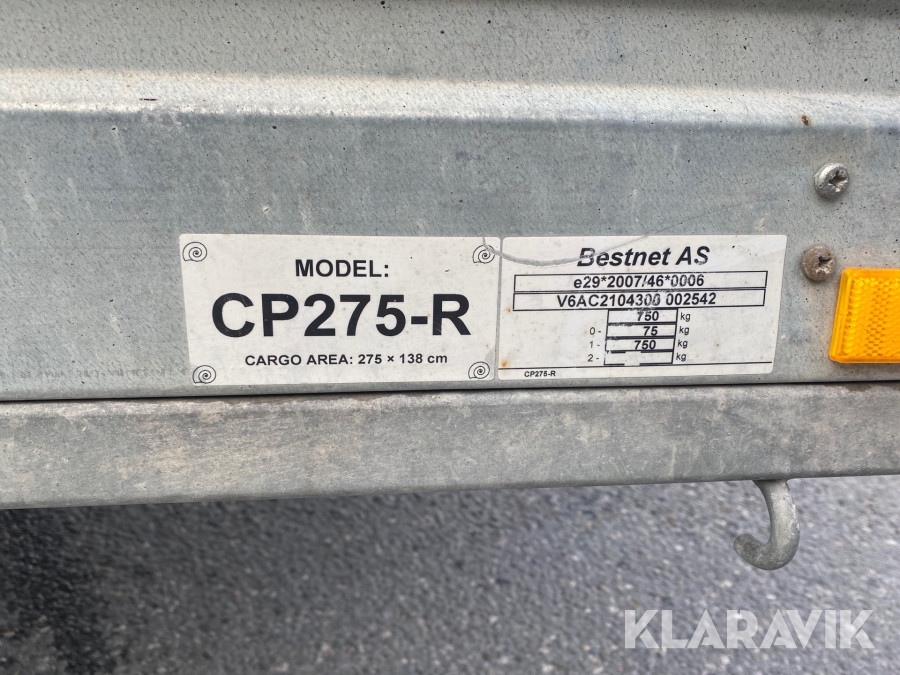 MODEL:
CP275-R
CARGO AREA: 275 × 138 cm
Bestnet AS
e29*2007/46*0006
V6AC2104300 002542
750 kg
0- 75 kg
1- 750 kg
2- kg
CP275-R
KLARAVIK